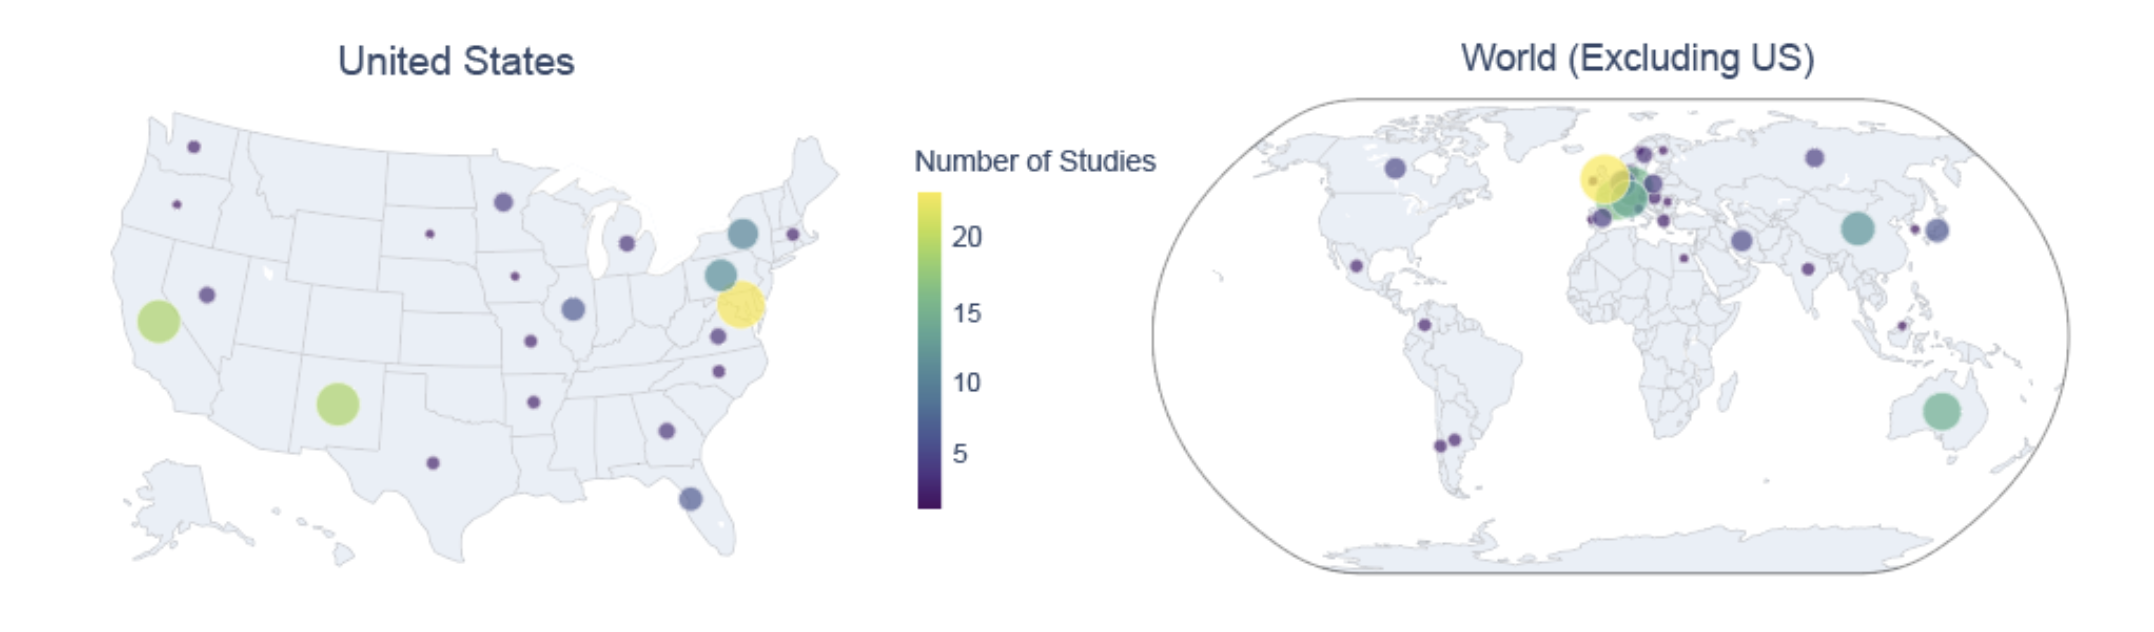 United States
World (Excluding US)
Number of Studies
20
15
10
5